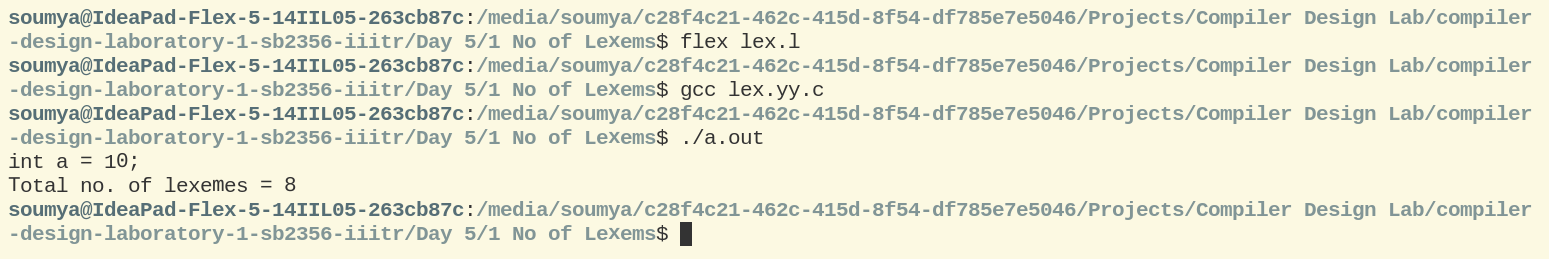 soumya@IdeaPad-Flex-5-14IIL05-263cb87c:/media/soumya/c28f4c21-462c-415d-8f54-df785e7e5046/Projects/Compiler Design Lab/compiler
-design-laboratory-1-sb2356-iiitr/Day 5/1 No of Lexems$ flex lex.l
soumya@IdeaPad-Flex-5-14IIL05-263cb87c:/media/soumya/c28f4c21-462c-415d-8f54-df785e7e5046/Projects/Compiler Design Lab/compiler
-design-laboratory-1-sb2356-iiitr/Day 5/1 No of Lexems$ gcc lex.yy.c
soumya@IdeaPad-Flex-5-14IIL05-263cb87c:/media/soumya/c28f4c21-462c-415d-8f54-df785e7e5046/Projects/Compiler Design Lab/compiler
-design-laboratory-1-sb2356-iiitr/Day 5/1 No of Lexems$ ./a.out
int a = 10;
Total no. of lexemes = 8
soumya@IdeaPad-Flex-5-14IIL05-263cb87c:/media/soumya/c28f4c21-462c-415d-8f54-df785e7e5046/Projects/Compiler Design Lab/compiler
-design-laboratory-1-sb2356-iiitr/Day 5/1 No of Lexems$